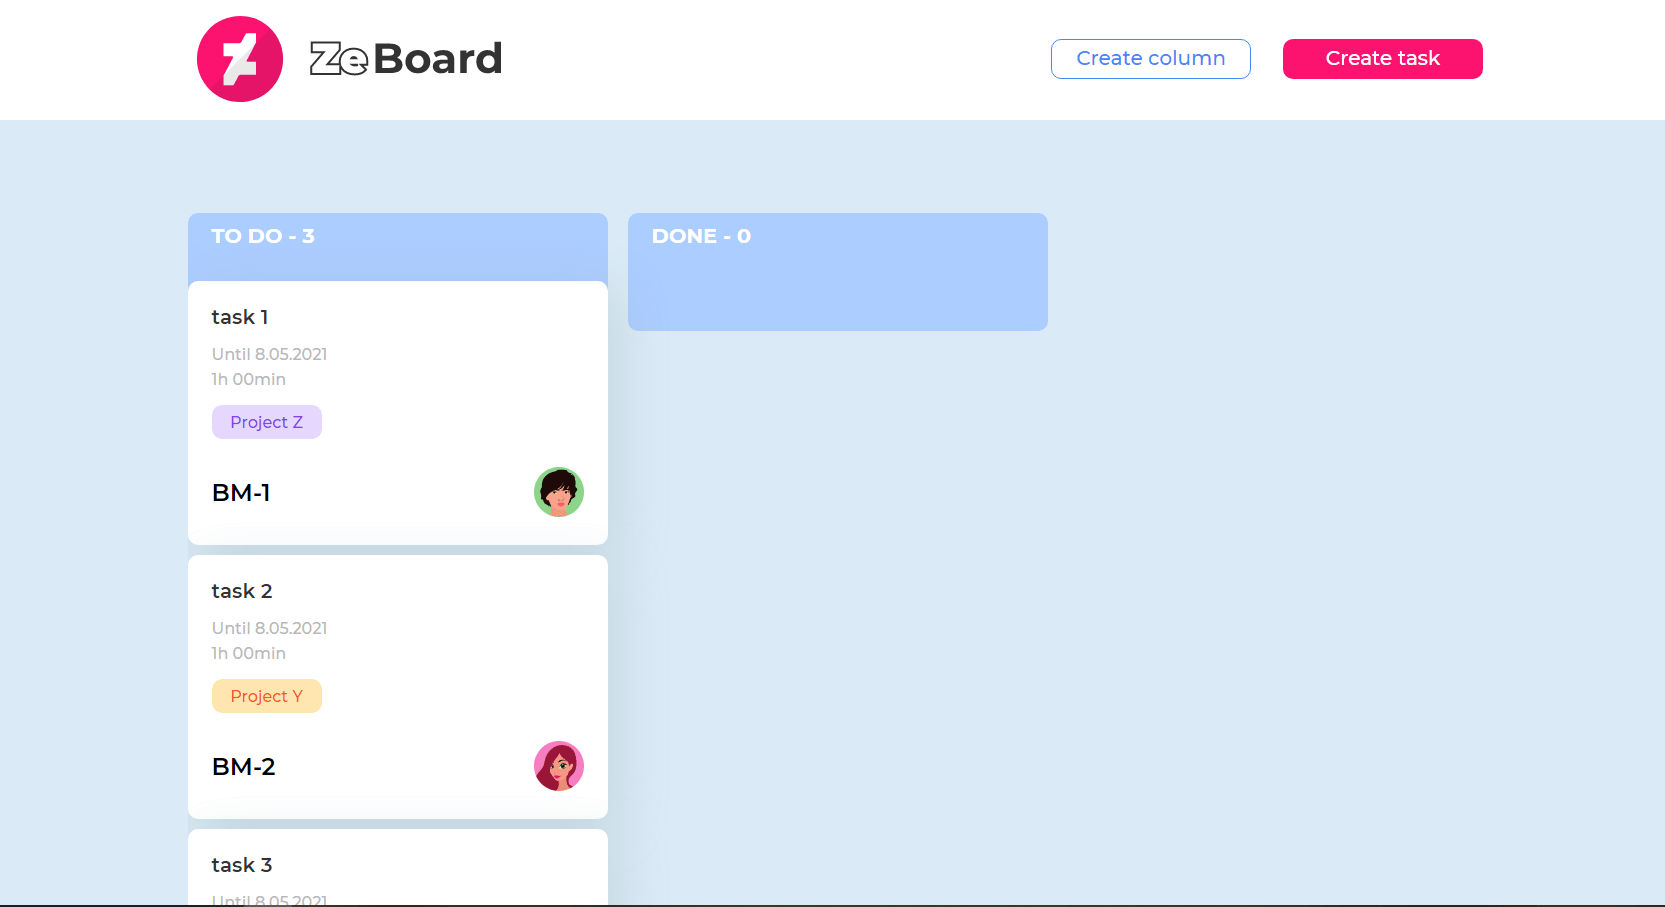 ZeBoard
Create column
Create task
TO DO - 3
task 1
Until 8.05.2021
1h 00min
Project Z
BM-1
task 2
Until 8.05.2021
1h 00min
Project Y
BM-2
task 3
Until 8.05.2021
DONE - 0